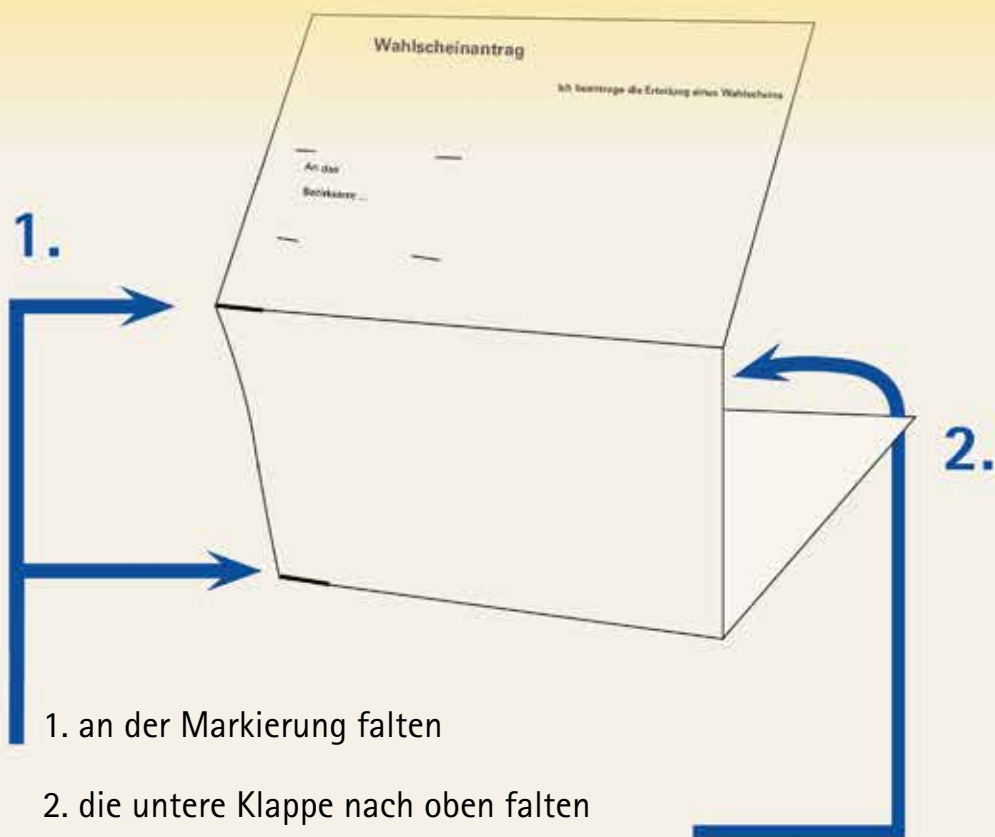 Wahlscheinantrag
Ich beantrage die Erteilung eines Wahlscheins
An das
Bezirksamt ...
1.
2.
1. an der Markierung falten
2. die untere Klappe nach oben falten